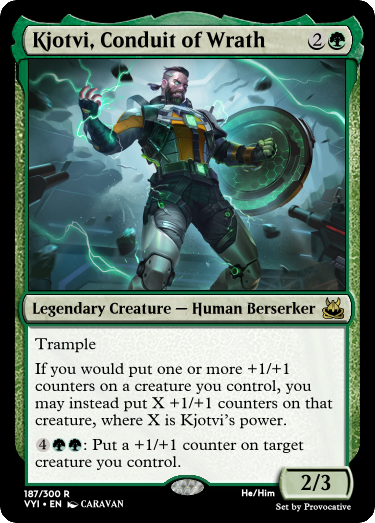 Kjotvi, Conduit of Wrath 2
Legendary Creature — Human Berserker
Trample
If you would put one or more +1/+1
counters on a creature you control, you
may instead put X +1/+1 counters on that
creature, where X is Kjotvi's power.
4: Put a +1/+1 counter on target
creature you control.
2/3
187/300 R
VYI • EN CARAVAN
He/Him
Set by Provocative